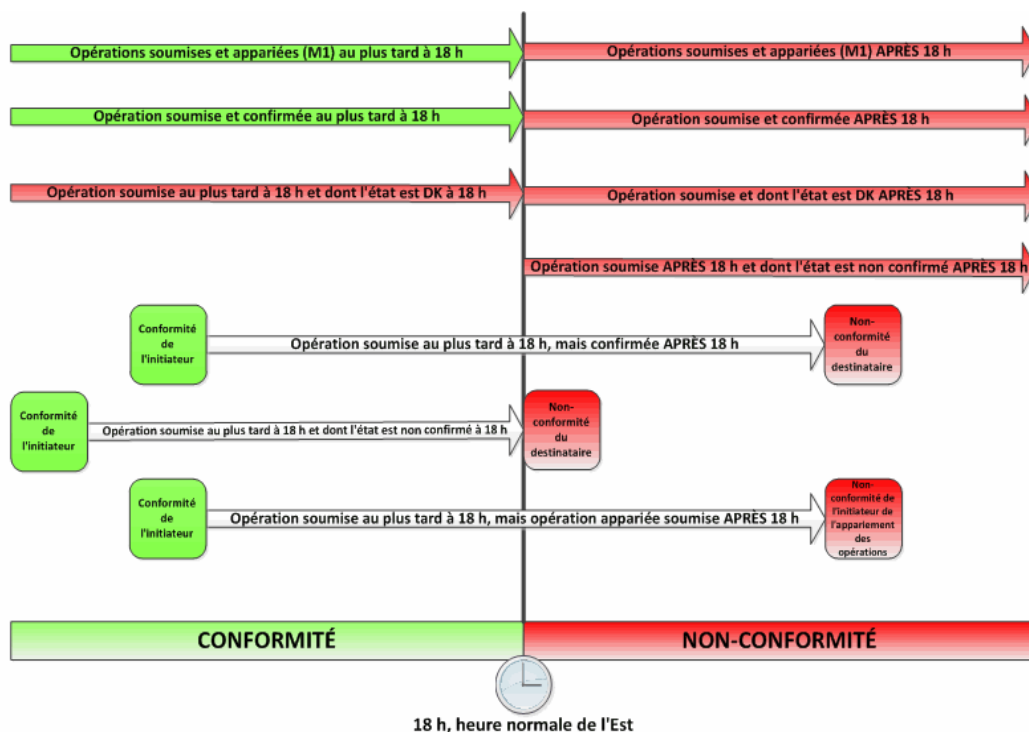 Opérations soumises et appariées (M1) au plus tard à 18 h
Opérations soumises et appariées (M1) APRÈS 18 h
Opération soumise et confirmée au plus tard à 18 h
Opération soumise et confirmée APRÈS 18 h
Opération soumise au plus tard à 18 h et dont l'état est DK à 18 h
Opération soumise et dont l'état est DK APRÈS 18 h
Opération soumise APRÈS 18 h et dont l'état est non confirmé APRÈS 18 h
Conformité
de
l'initiateur
Opération soumise au plus tard à 18 h, mais confirmée APRÈS 18 h
Non-
conformité
du
destinataire
Conformité
de
l'initiateur
Opération soumise au plus tard à 18 h et dont l'état est non confirmé à 18 h
Non-
conformité
du
destinataire
Conformité
de
l'initiateur
Opération soumise au plus tard à 18 h, mais opération appariée soumise APRÈS 18 h
Non-
conformité de
l'initiateur de
l'appariement
des
opérations
CONFORMITÉ
NON-CONFORMITÉ
18 h, heure normale de l'Est